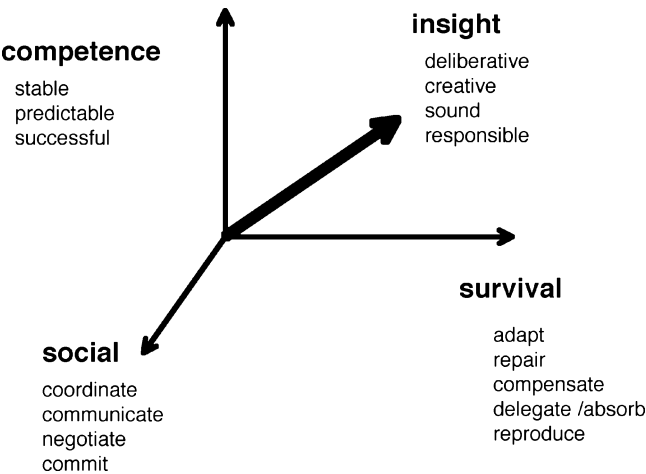 competence
stable
predictable
successful
insight
deliberative
creative
sound
responsible
survival
adapt
repair
compensate
delegate /absorb
reproduce
social
coordinate
communicate
negotiate
commit